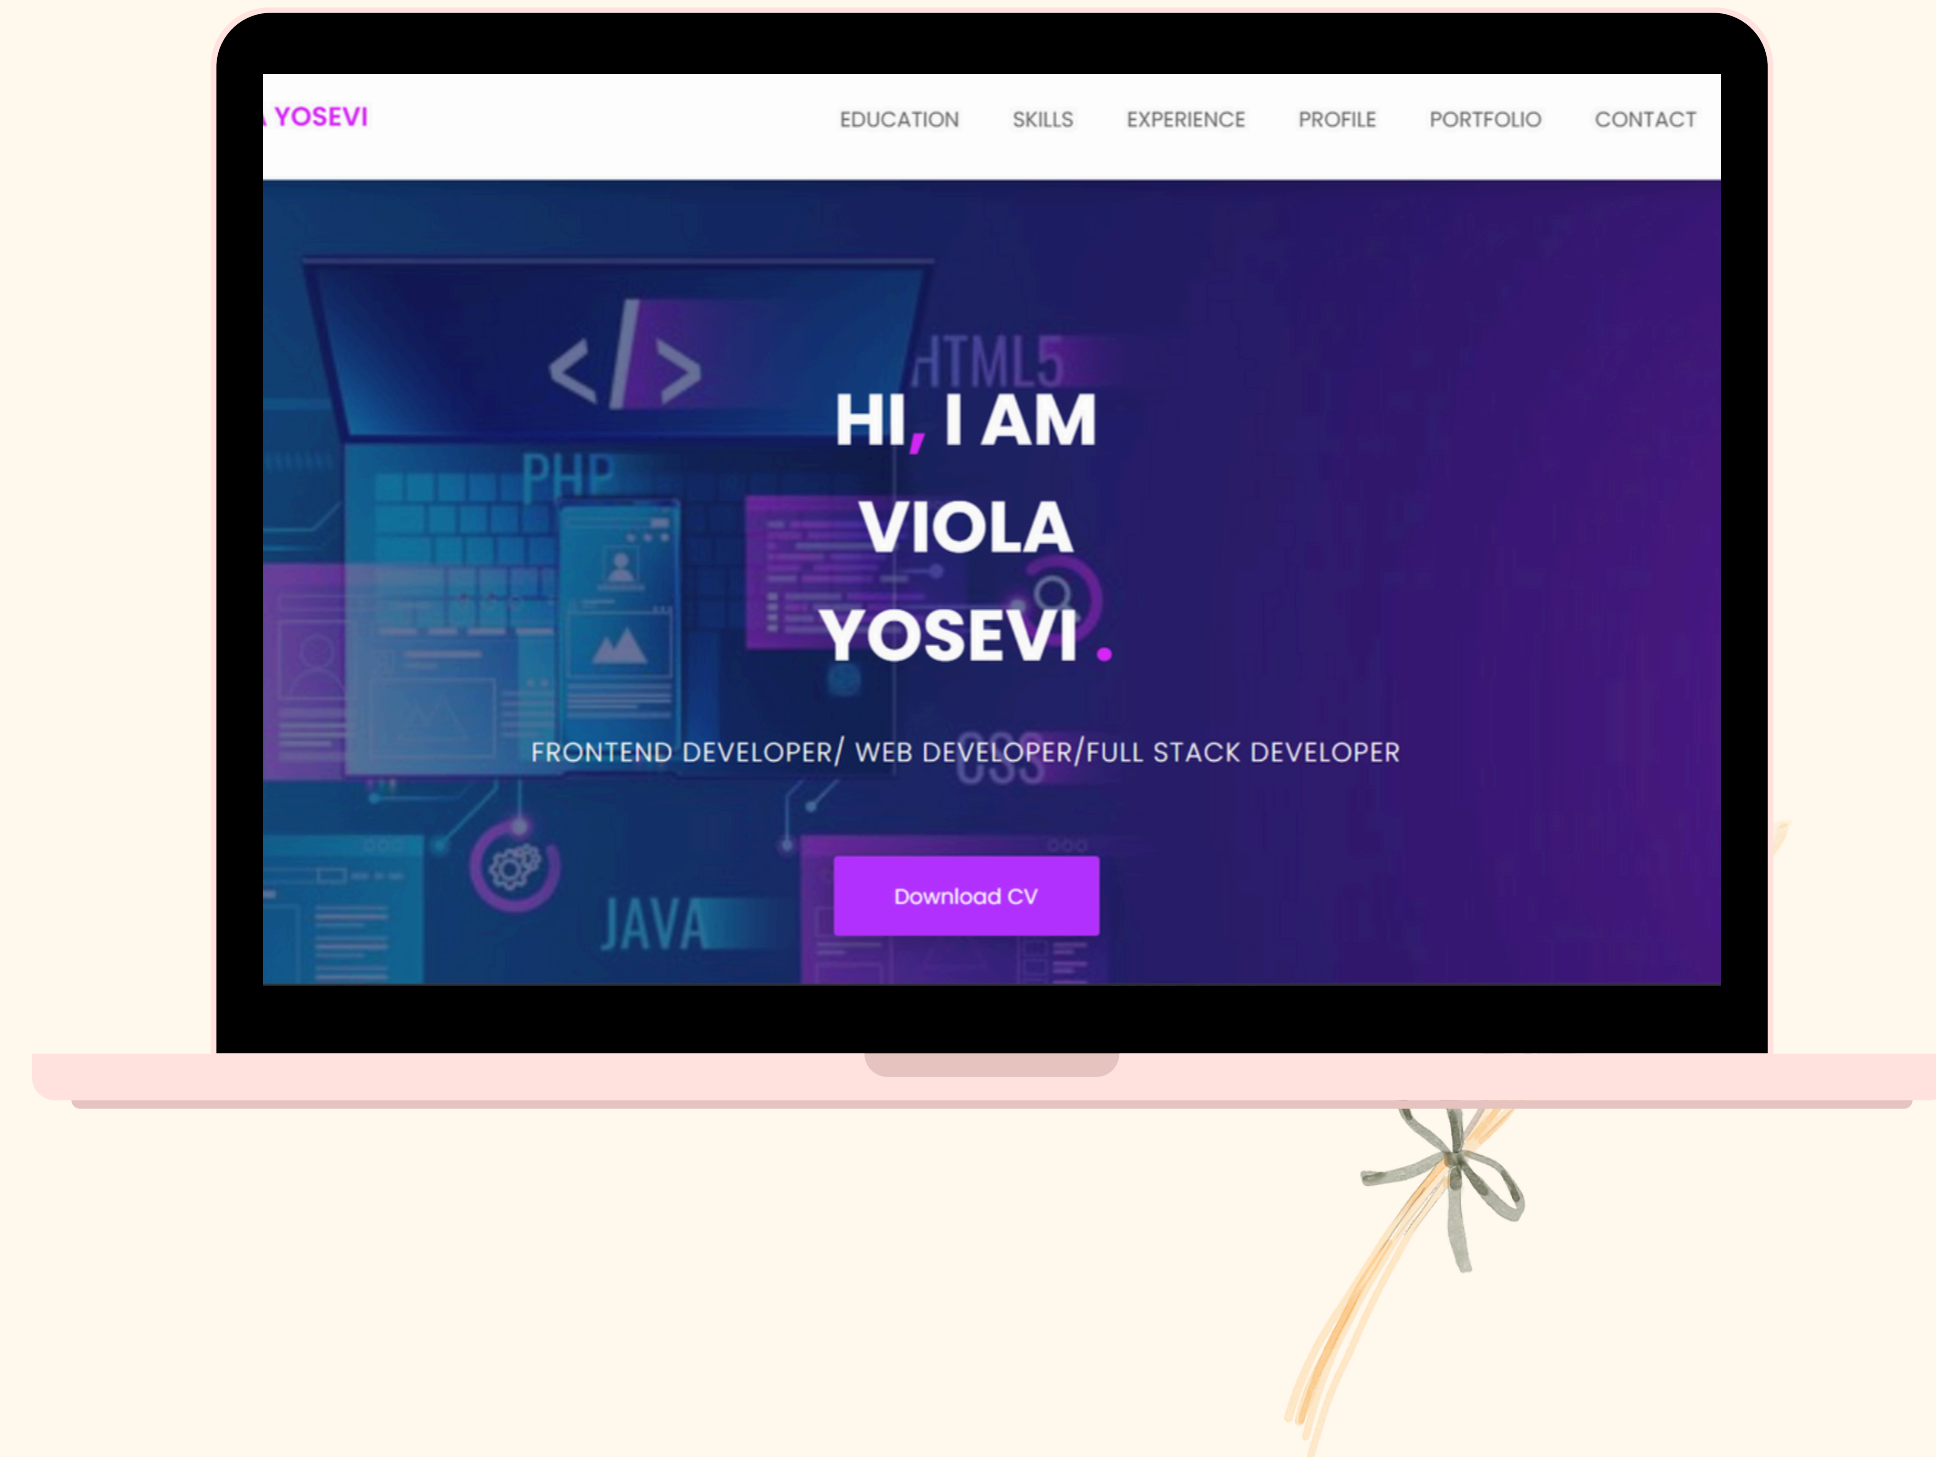 YOSEVI
EDUCATION SKILLS EXPERIENCE PROFILE PORTFOLIO CONTACT
</>
HTML5
HI, I AM
PHP
VIOLA
YOSEVI .
FRONTEND DEVELOPER/ WEB DEVELOPER/FULL STACK DEVELOPER
CSS
Download CV
JAVA